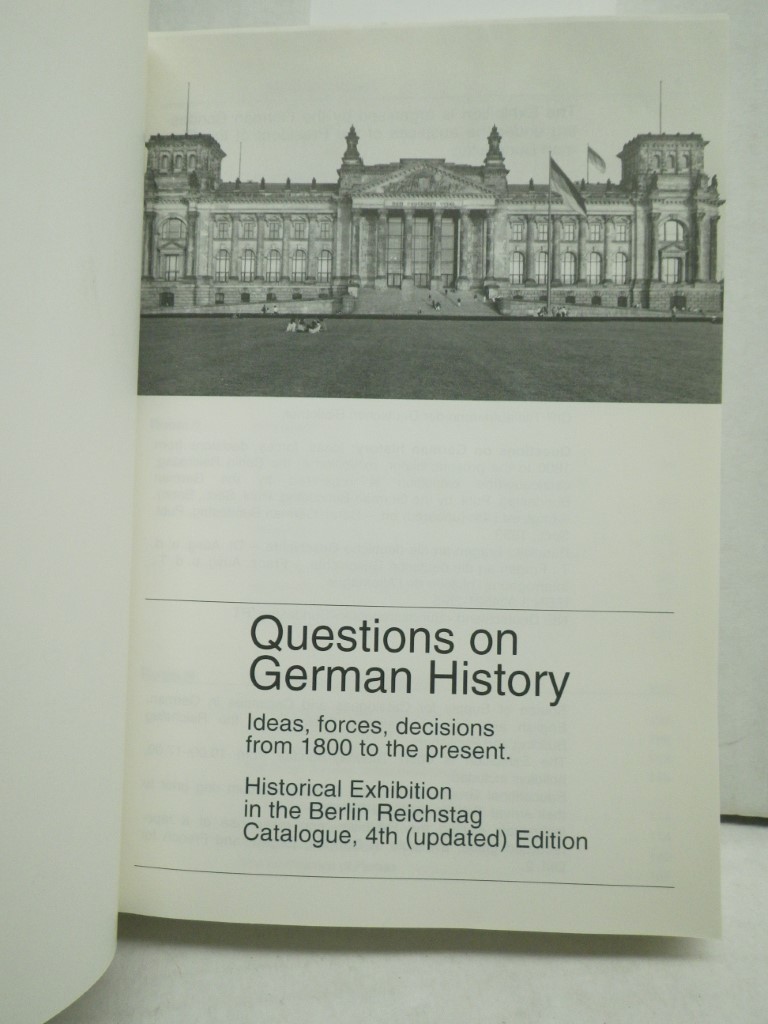 Questions on
German History
Ideas, forces, decisions
from 1800 to the present.
Historical Exhibition
in the Berlin Reichstag
Catalogue, 4th (updated) Edition